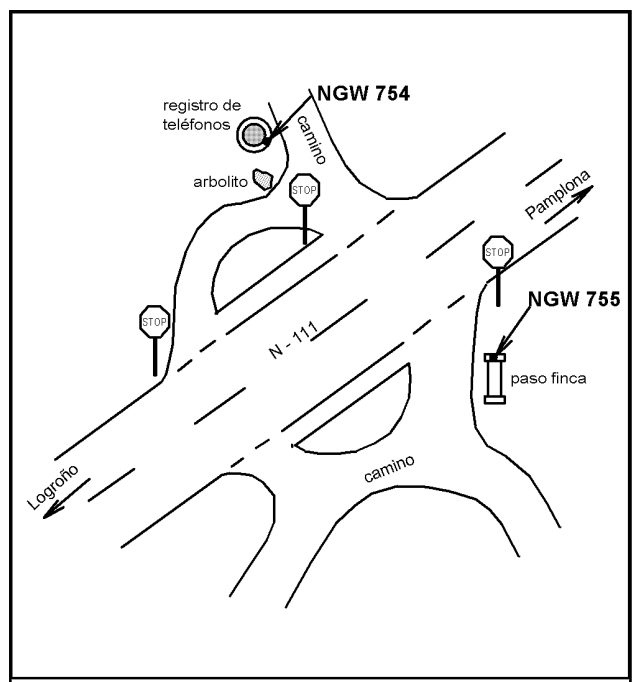 NGW 754
registro de
teléfonos
camino
arbolito
STOP
Pamplona
STOP
NGW 755
STOP
N - 111
paso finca
camino
Logroño